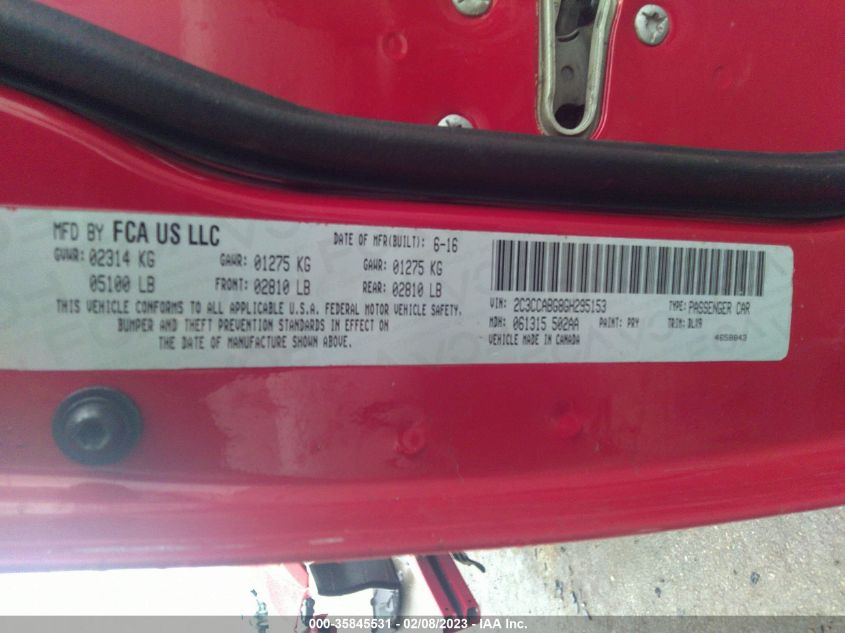 MFD BY FCA US LLC
DATE OF MFR(BUILT): 6-16
GVWR: 02314 KG GAWR: 01275 KG GAWR: 01275 KG
05100 LB FRONT: 02810 LB REAR: 02810 LB
THIS VEHICLE CONFORMS TO ALL APPLICABLE U.S.A. FEDERAL MOTOR VEHICLE SAFETY,
BUMPER AND THEFT PREVENTION STANDARDS IN EFFECT ON
THE DATE OF MANUFACTURE SHOWN ABOVE.
VIN: 2C3CCABG8GH295153 TYPE: PASSENGER CAR
MDH: 061315 502AA PAINT: PRY TRIM: DLX9
VEHICLE MADE IN CANADA 4658843
000-35845531 - 02/08/2023 - IAA Inc.